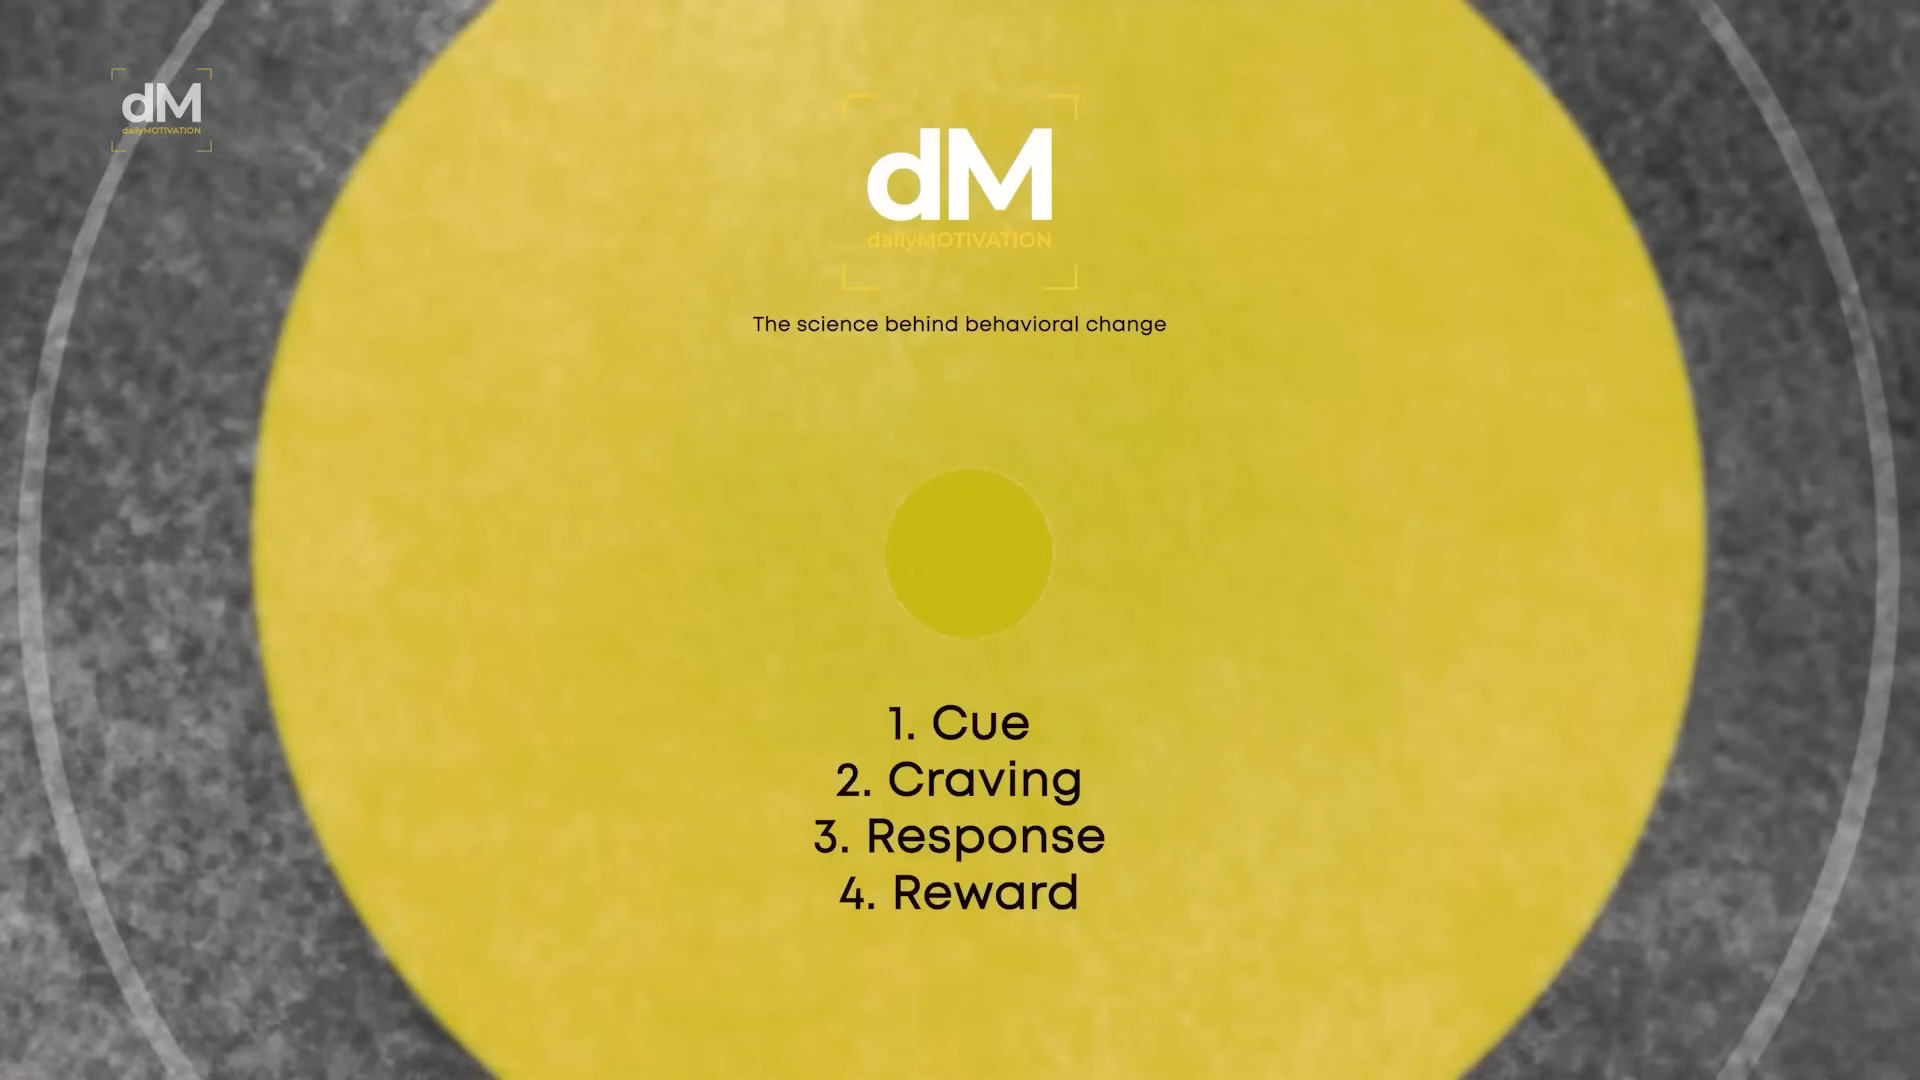 dM
dailyMOTIVATION
dM
dailyMOTIVATION
The science behind behavioral change
1. Cue
2. Craving
3. Response
4. Reward